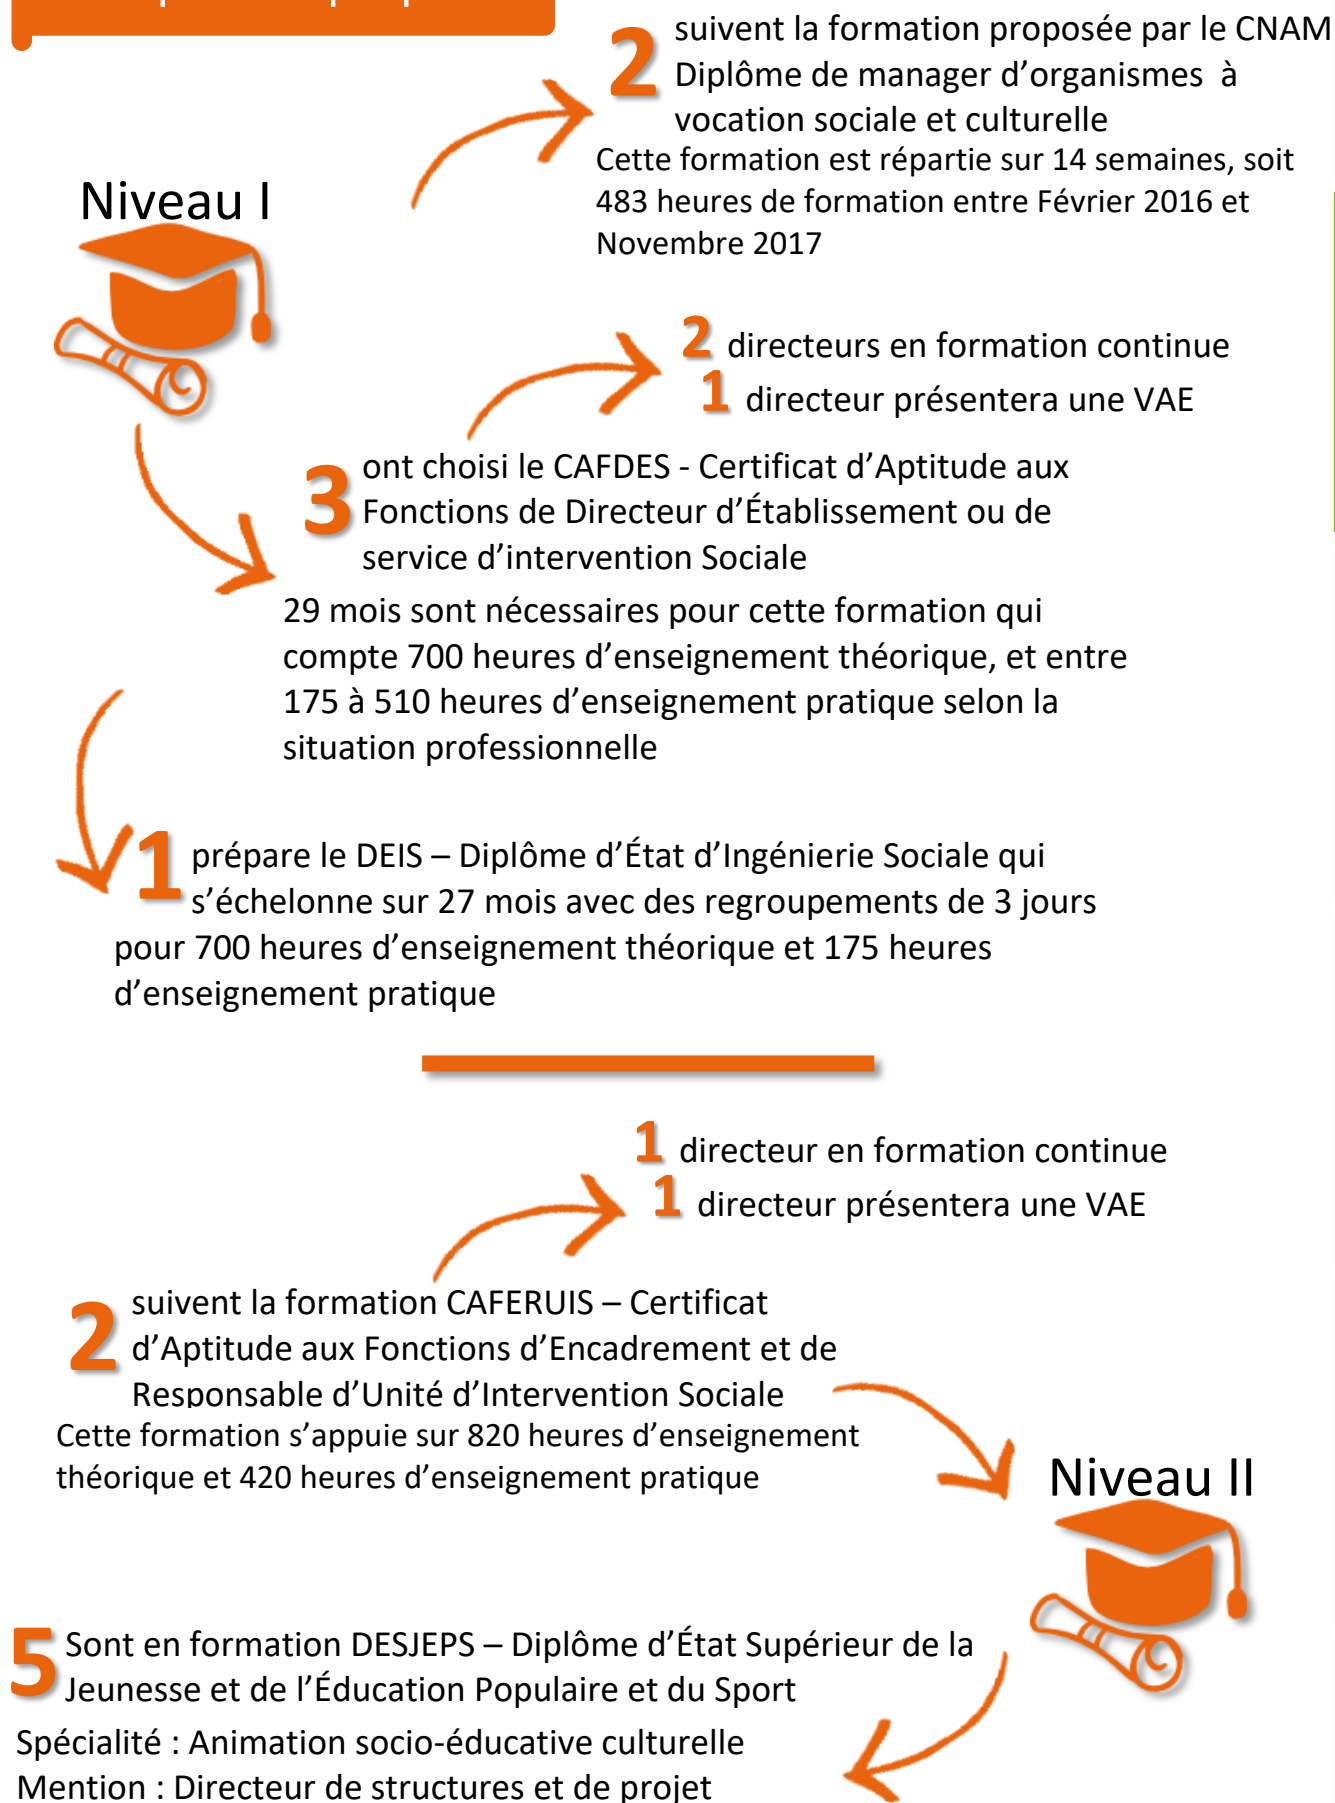 2 suivent la formation proposée par le CNAM
Diplôme de manager d’organismes à
vocation sociale et culturelle
Cette formation est répartie sur 14 semaines, soit
483 heures de formation entre Février 2016 et
Novembre 2017
Niveau I
2 directeurs en formation continue
1 directeur présentera une VAE
3 ont choisi le CAFDES - Certificat d’Aptitude aux
Fonctions de Directeur d’Établissement ou de
service d’intervention Sociale
29 mois sont nécessaires pour cette formation qui
compte 700 heures d’enseignement théorique, et entre
175 à 510 heures d’enseignement pratique selon la
situation professionnelle
1 prépare le DEIS – Diplôme d’État d’Ingénierie Sociale qui
s’échelonne sur 27 mois avec des regroupements de 3 jours
pour 700 heures d’enseignement théorique et 175 heures
d’enseignement pratique
1 directeur en formation continue
1 directeur présentera une VAE
2 suivent la formation CAFERUIS – Certificat
d’Aptitude aux Fonctions d’Encadrement et de
Responsable d’Unité d’Intervention Sociale
Cette formation s’appuie sur 820 heures d’enseignement
théorique et 420 heures d’enseignement pratique
Niveau II
5 Sont en formation DESJEPS – Diplôme d’État Supérieur de la
Jeunesse et de l’Éducation Populaire et du Sport
Spécialité : Animation socio-éducative culturelle
Mention : Directeur de structures et de projet